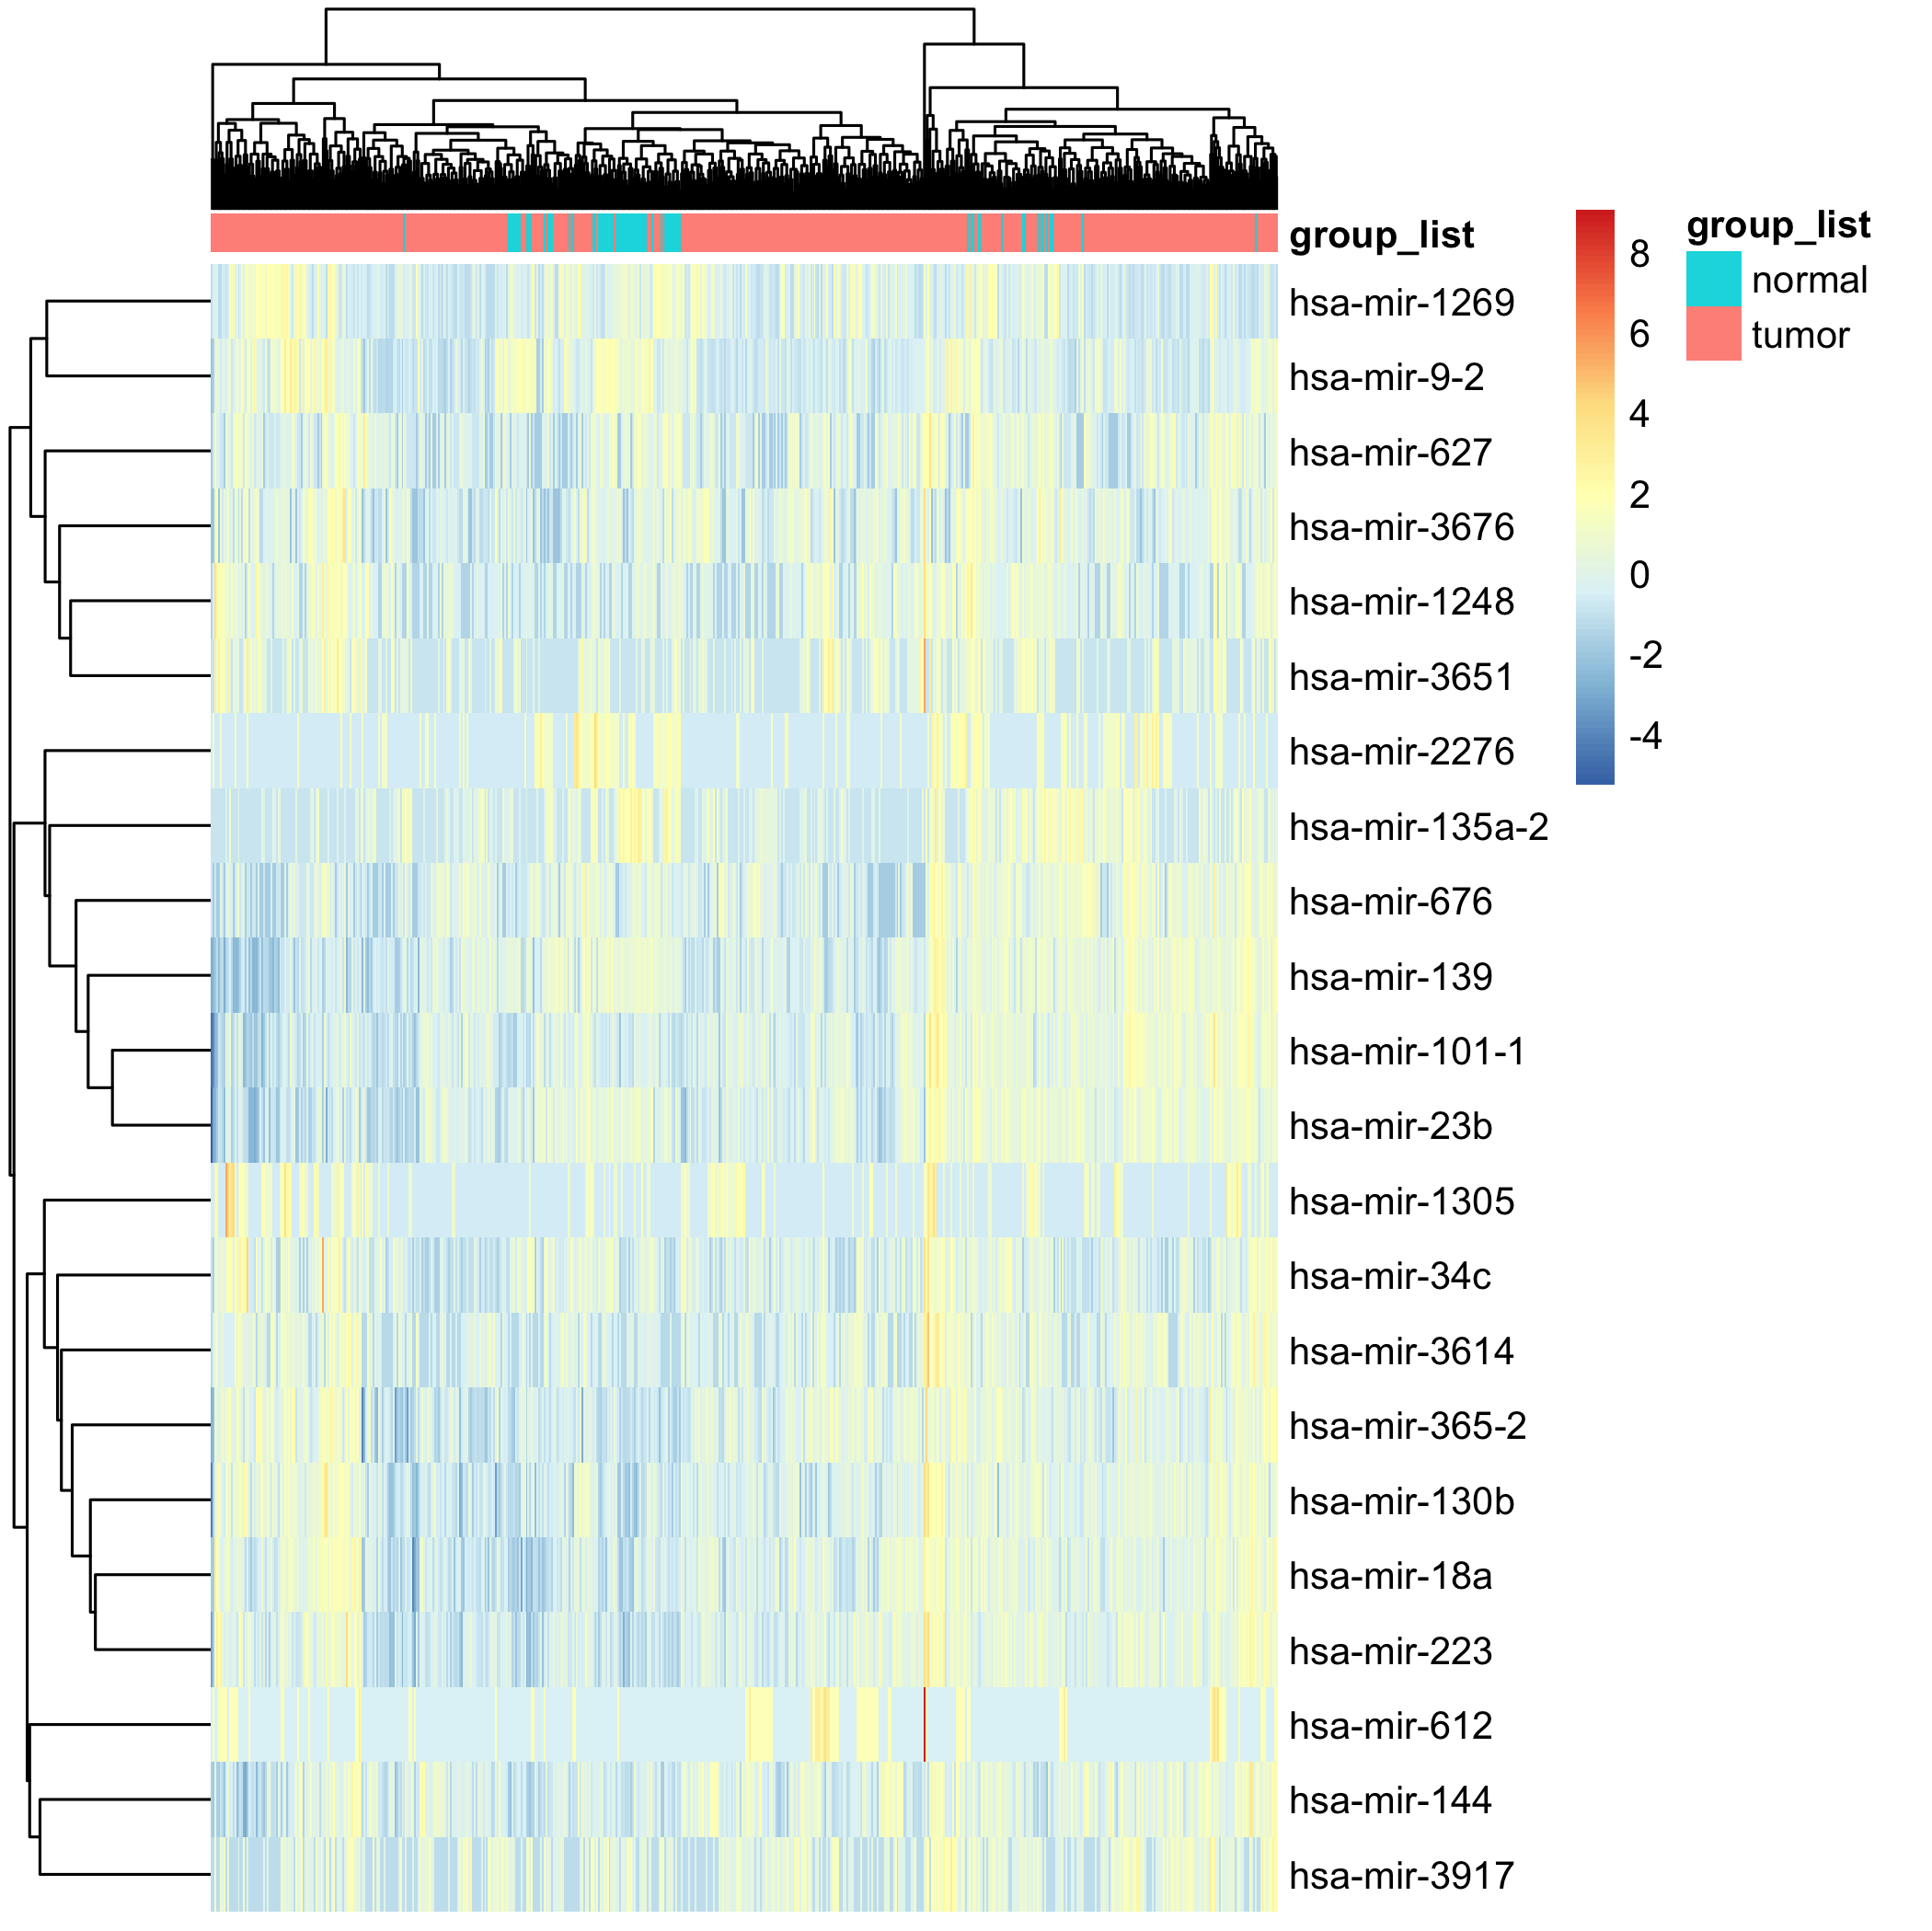 group_list
hsa-mir-1269
hsa-mir-9-2
hsa-mir-627
hsa-mir-3676
hsa-mir-1248
hsa-mir-3651
hsa-mir-2276
hsa-mir-135a-2
hsa-mir-676
hsa-mir-139
hsa-mir-101-1
hsa-mir-23b
hsa-mir-1305
hsa-mir-34c
hsa-mir-3614
hsa-mir-365-2
hsa-mir-130b
hsa-mir-18a
hsa-mir-223
hsa-mir-612
hsa-mir-144
hsa-mir-3917
8
6
4
2
0
-2
-4
group_list
normal
tumor